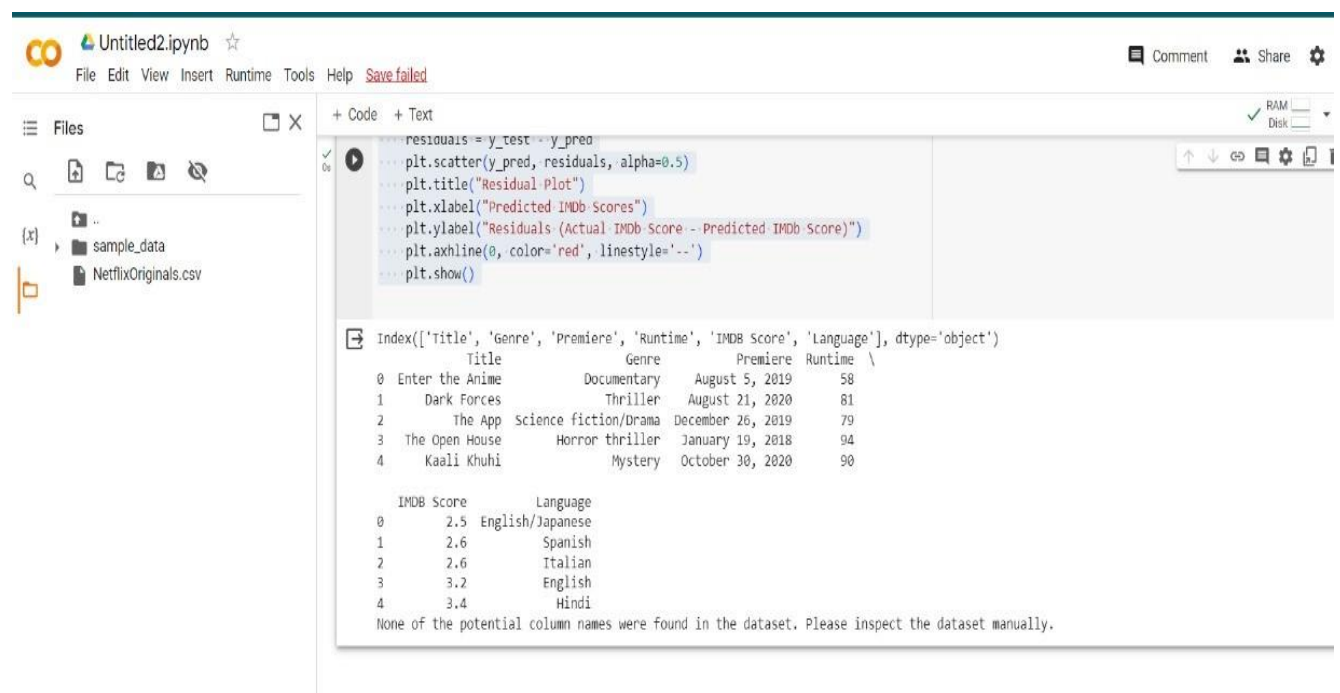 Untitled2.ipynb
File Edit View Insert Runtime Tools Help Save failed
Comment Share
Files
+ Code + Text
RAM
Disk
..
sample_data
NetflixOriginals.csv
{x}
0s
residuals = y_test - y_pred
plt.scatter(y_pred, residuals, alpha=0.5)
plt.title("Residual Plot")
plt.xlabel("Predicted IMDb Scores")
plt.ylabel("Residuals (Actual IMDb Score - Predicted IMDb Score)")
plt.axhline(0, color='red', linestyle='--')
plt.show()
Index(['Title', 'Genre', 'Premiere', 'Runtime', 'IMDB Score', 'Language'], dtype='object')
Title Genre Premiere Runtime \
0 Enter the Anime Documentary August 5, 2019 58
1 Dark Forces Thriller August 21, 2020 81
2 The App Science fiction/Drama December 26, 2019 79
3 The Open House Horror thriller January 19, 2018 94
4 Kaali Khuhi Mystery October 30, 2020 90
IMDB Score Language
0 2.5 English/Japanese
1 2.6 Spanish
2 2.6 Italian
3 3.2 English
4 3.4 Hindi
None of the potential column names were found in the dataset. Please inspect the dataset manually.